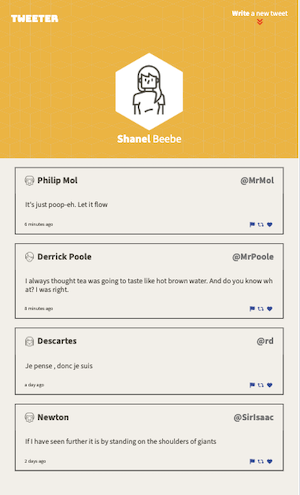 TWEETER
Write a new tweet
Shanel Beebe
Philip Mol
@MrMol
It's just poop-eh. Let it flow
6 minutes ago
Derrick Poole
@MrPoole
I always thought tea was going to taste like hot brown water. And do you know wh
at? I was right.
8 minutes ago
Descartes
@rd
Je pense , donc je suis
a day ago
Newton
@SirIsaac
If I have seen further it is by standing on the shoulders of giants
2 days ago